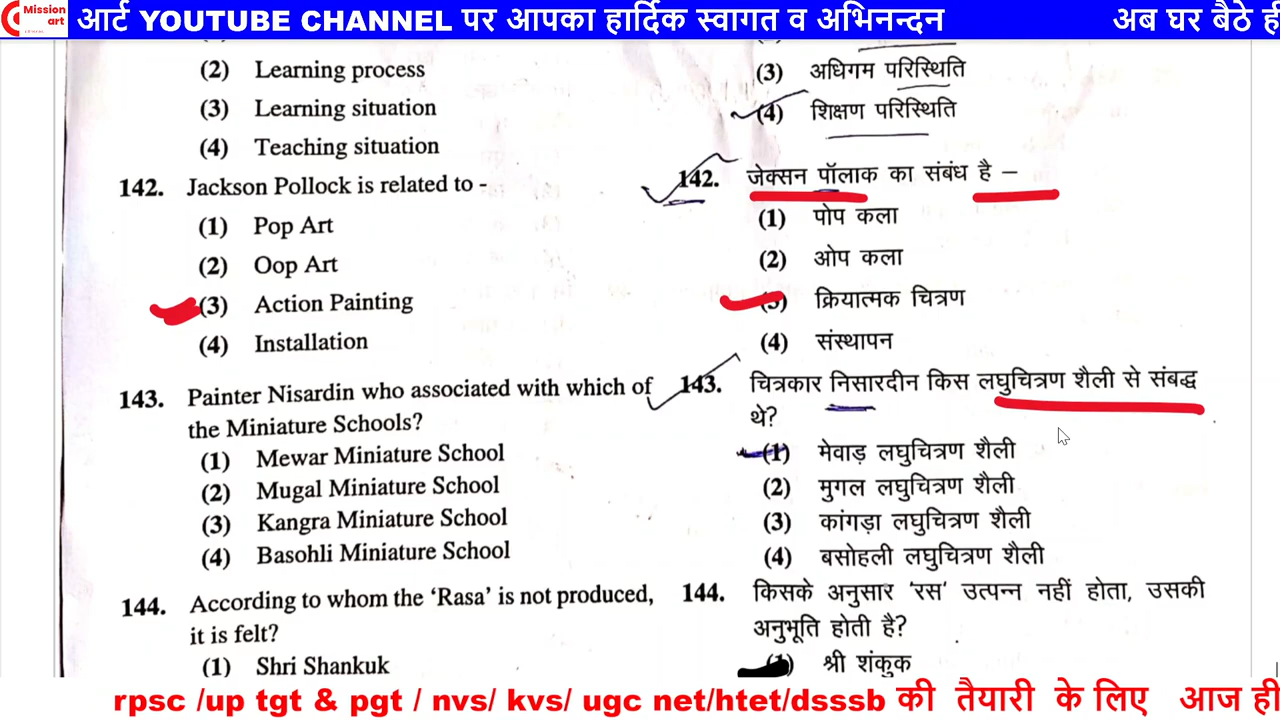 Mission
art
आर्ट YOUTUBE CHANNEL पर आपका हार्दिक स्वागत व अभिनन्दन अब घर बैठे ही
(2) Learning process
(3) Learning situation
(4) Teaching situation
142. Jackson Pollock is related to -
(1) Pop Art
(2) Oop Art
(3) Action Painting
(4) Installation
143. Painter Nisardin who associated with which of
the Miniature Schools?
(1) Mewar Miniature School
(2) Mugal Miniature School
(3) Kangra Miniature School
(4) Basohli Miniature School
144. According to whom the ‘Rasa’ is not produced,
it is felt?
(1) Shri Shankuk
(3) अधिगम परिस्थिति
(4) शिक्षण परिस्थिति
142. जेक्सन पॉलाक का संबंध है –
(1) पोप कला
(2) ओप कला
(3) क्रियात्मक चित्रण
(4) संस्थापन
143. चित्रकार निसारदीन किस लघुचित्रण शैली से संबद्ध
थे?
(1) मेवाड़ लघुचित्रण शैली
(2) मुगल लघुचित्रण शैली
(3) कांगड़ा लघुचित्रण शैली
(4) बसोहली लघुचित्रण शैली
144. किसके अनुसार ‘रस’ उत्पन्न नहीं होता, उसकी
अनुभूति होती है?
(1) श्री शंकुक
rpsc /up tgt & pgt / nvs/ kvs/ ugc net/htet/dsssb की तैयारी के लिए आज ही